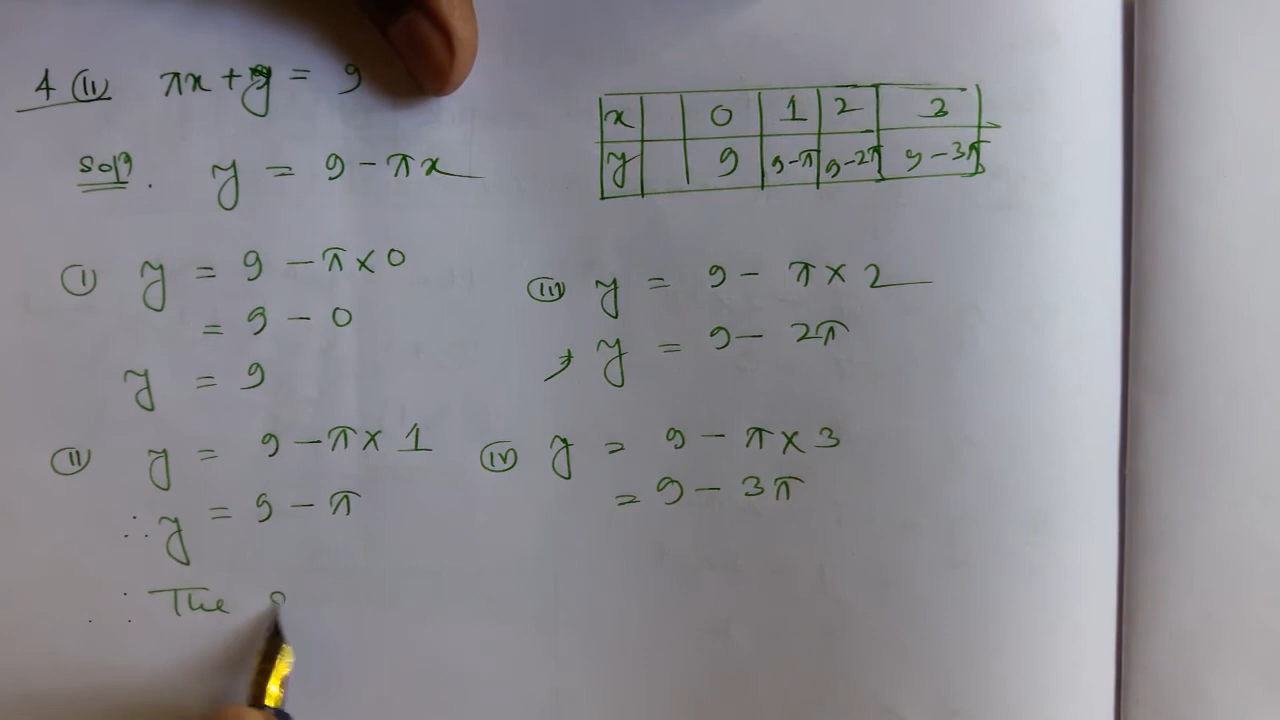 4 (ii) πx + y = 9
Solⁿ. y = 9 - πx
x 0 1 2 3
y 9 9-π 9-2π 9-3π
(i) y = 9 - π × 0
= 9 - 0
y = 9
(ii) y = 9 - π × 1
∴ y = 9 - π
∴ The
(iii) y = 9 - π × 2
y = 9 - 2π
(iv) y = 9 - π × 3
= 9 - 3π